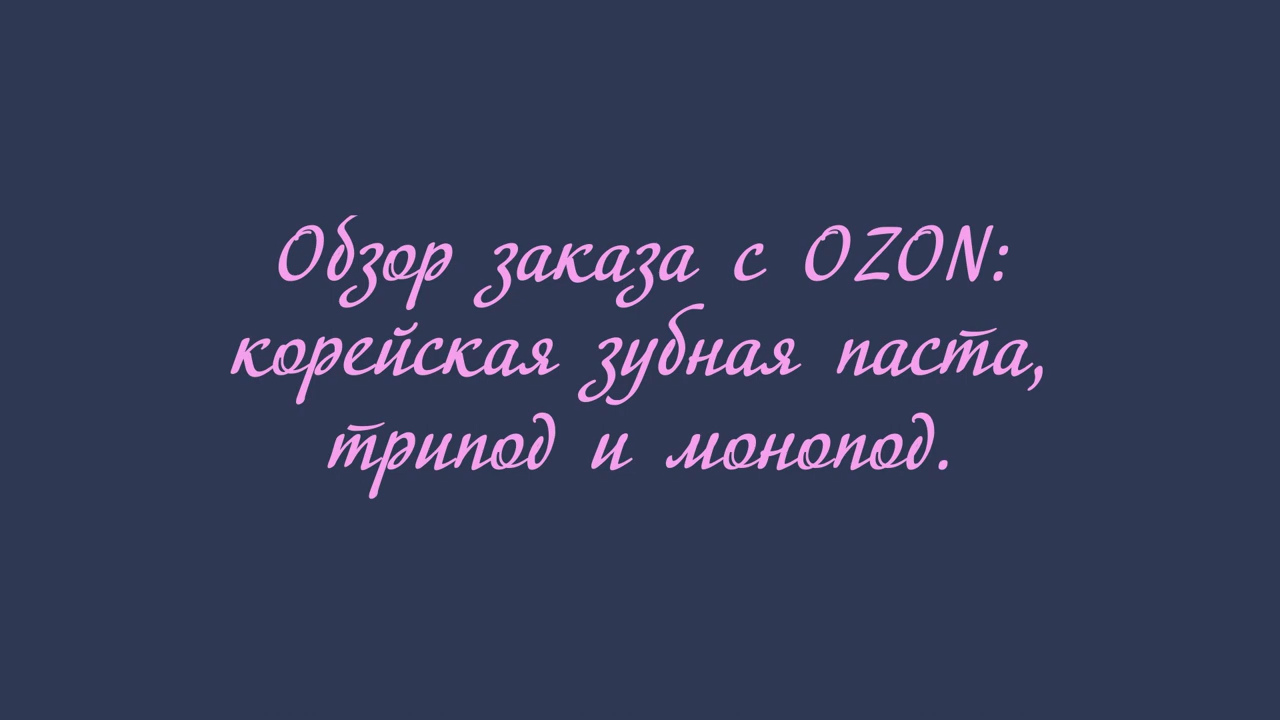 Обзор заказа с OZON:
корейская зубная паста,
трипод и монопод.